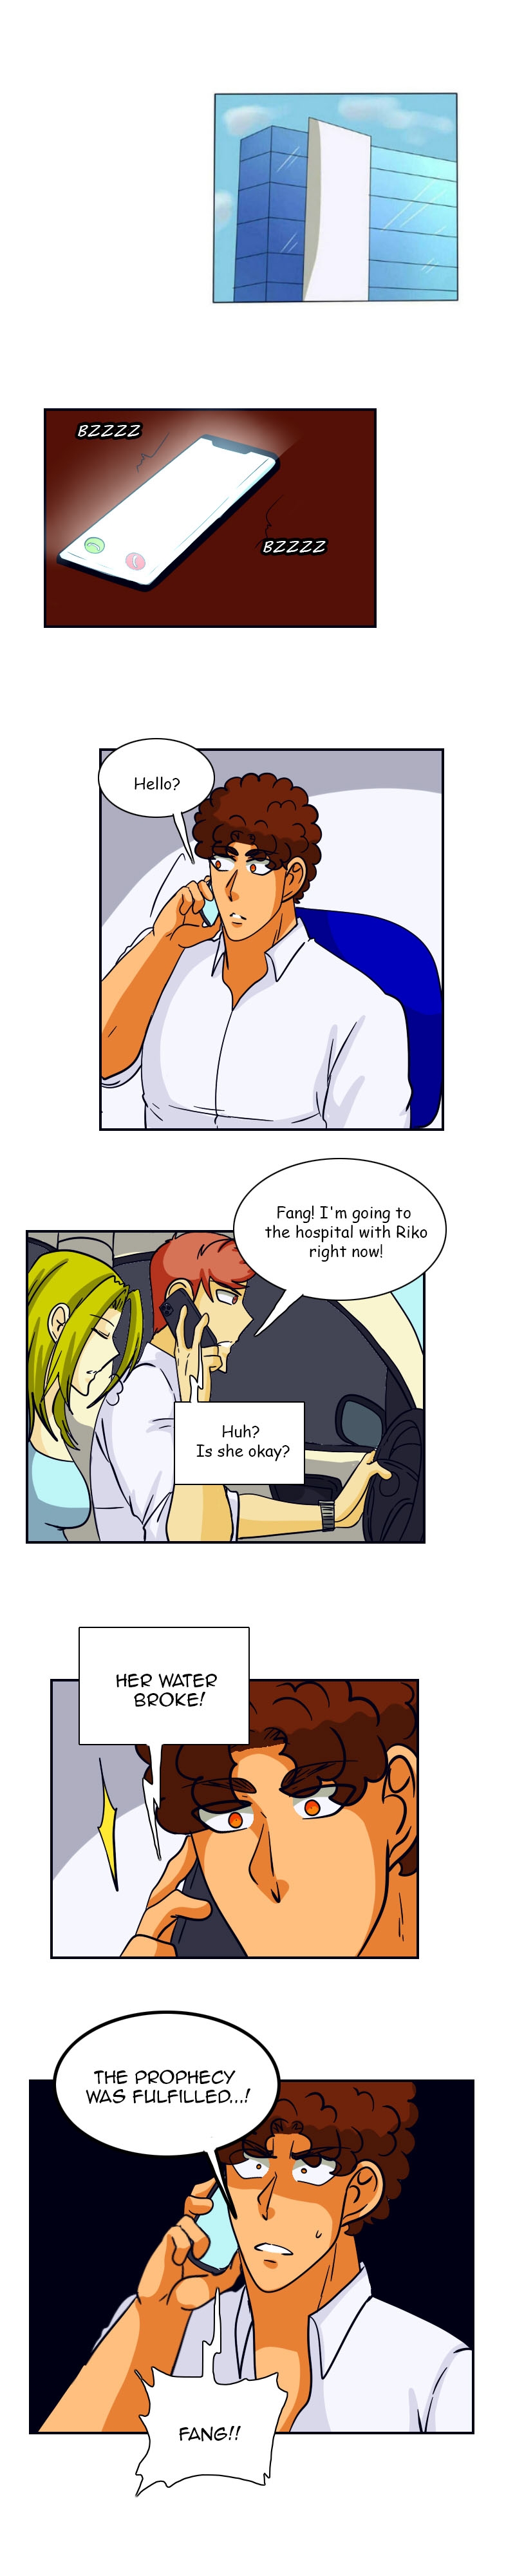 BZZZZ
BZZZZ
Hello?
Fang! I'm going to
the hospital with Riko
right now!
Huh?
Is she okay?
HER WATER
BROKE!
THE PROPHECY
WAS FULFILLED...!
FANG!!